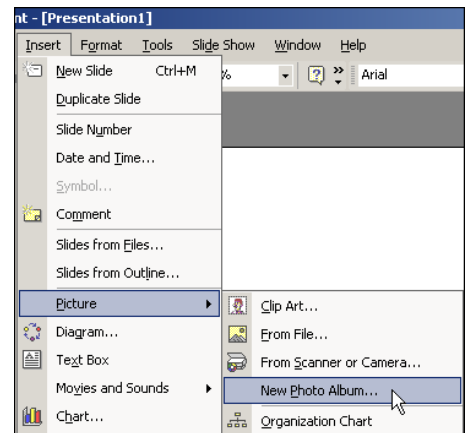 nt - [Presentation1]
Insert Format Tools Slide Show Window Help
New Slide Ctrl+M % Arial
Duplicate Slide
Slide Number
Date and Time...
Symbol...
Comment
Slides from Files...
Slides from Outline...
Picture Clip Art...
Diagram... From File...
Text Box From Scanner or Camera...
Movies and Sounds New Photo Album...
Chart... Organization Chart